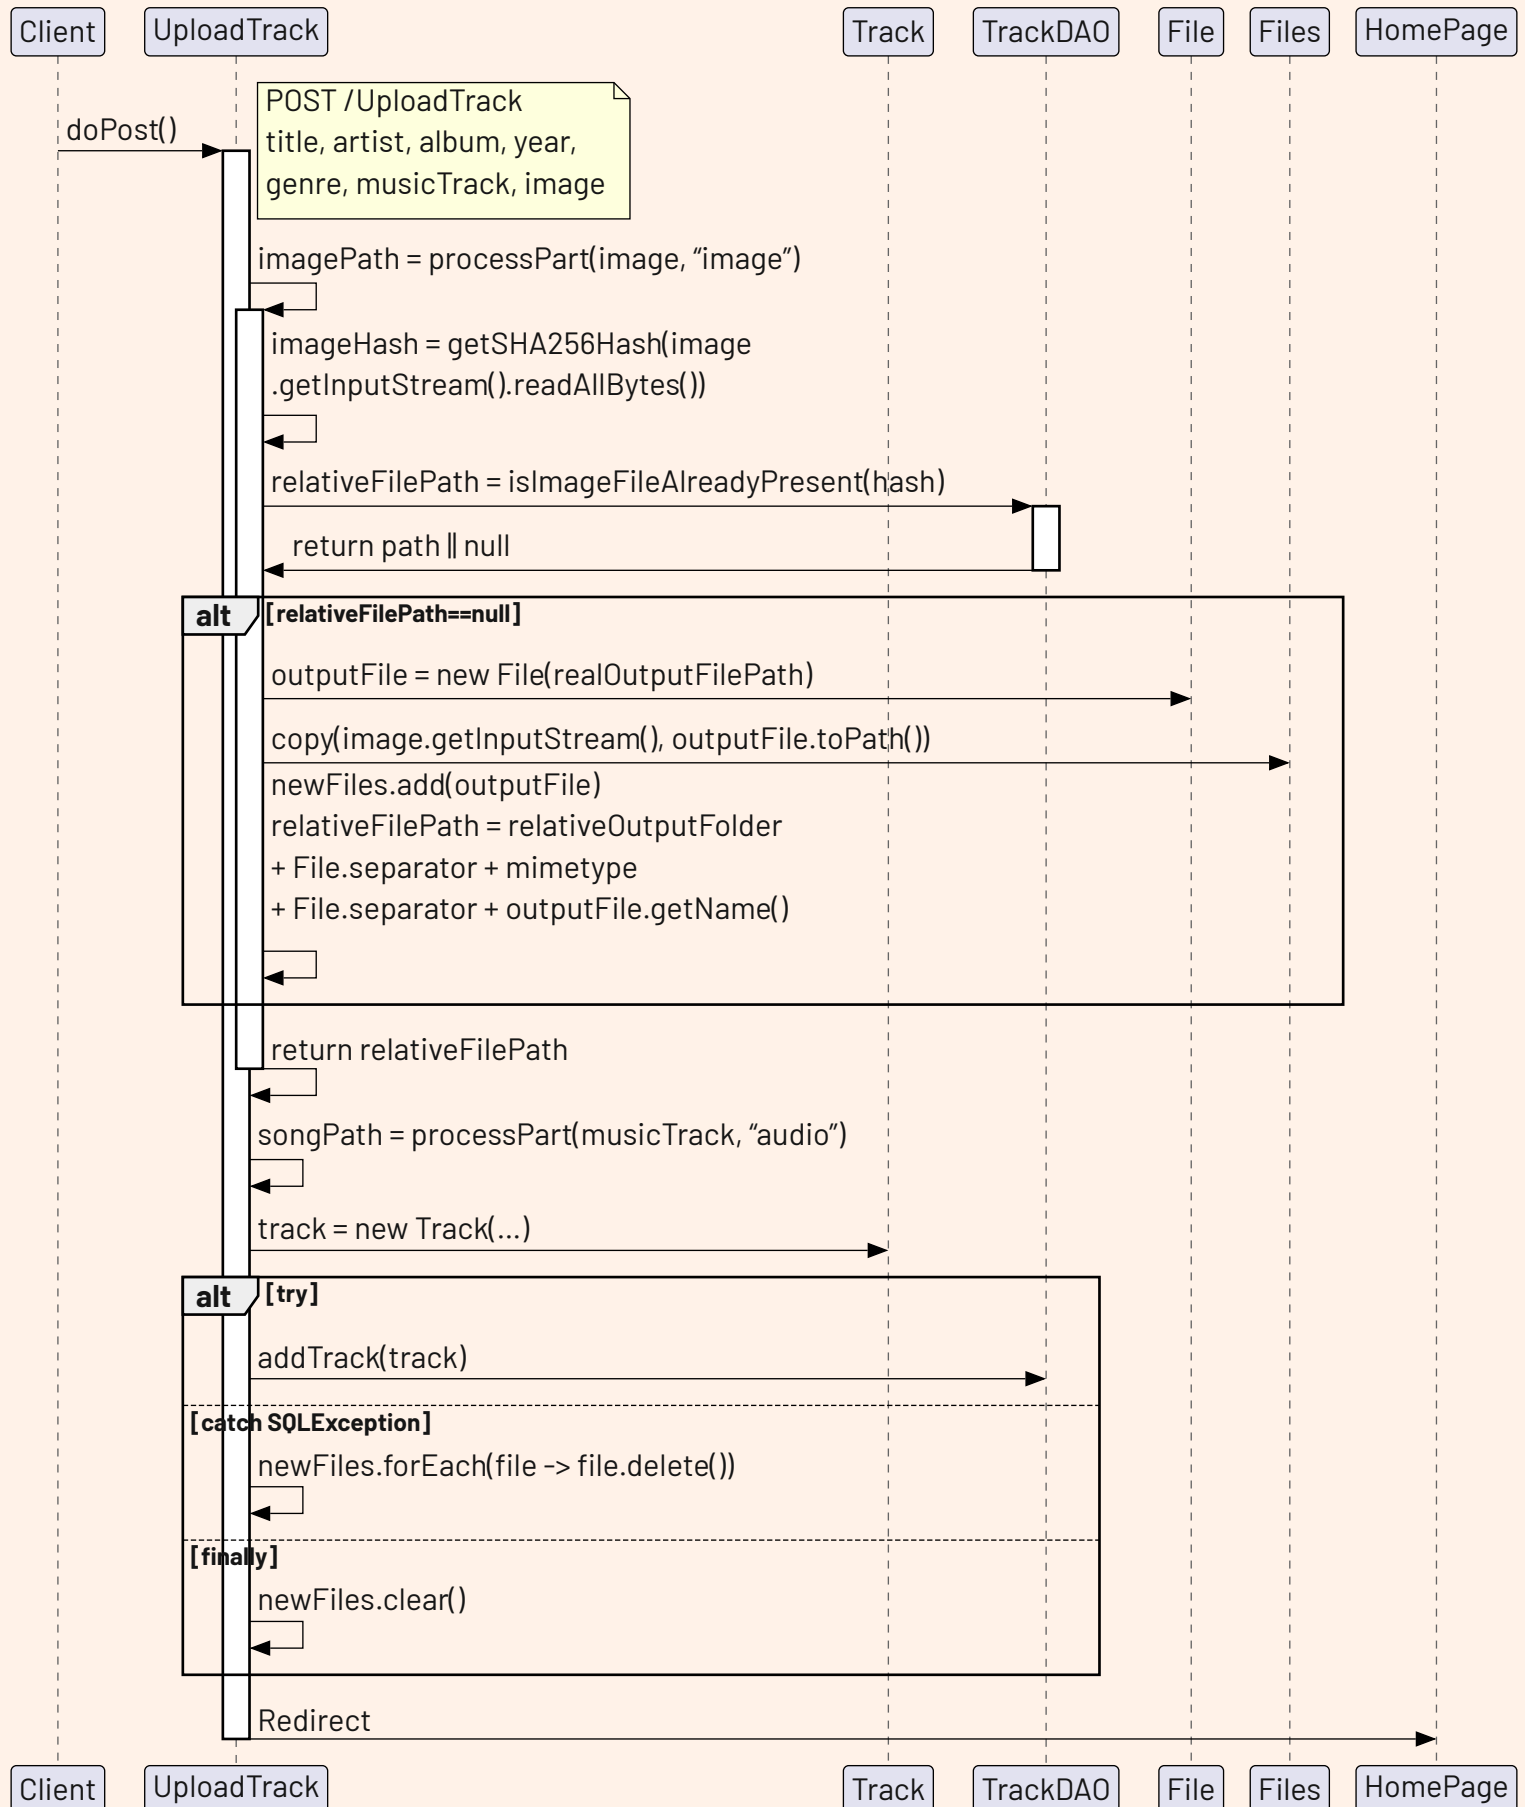 Client
UploadTrack
Track
TrackDAO
File
Files
HomePage
POST /UploadTrack
title, artist, album, year,
genre, musicTrack, image
doPost()
imagePath = processPart(image, “image”)
imageHash = getSHA256Hash(image
.getInputStream().readAllBytes())
relativeFilePath = isImageFileAlreadyPresent(hash)
return path || null
alt
[relativeFilePath==null]
outputFile = new File(realOutputFilePath)
copy(image.getInputStream(), outputFile.toPath())
newFiles.add(outputFile)
relativeFilePath = relativeOutputFolder
+ File.separator + mimetype
+ File.separator + outputFile.getName()
return relativeFilePath
songPath = processPart(musicTrack, “audio”)
track = new Track(...)
alt
[try]
addTrack(track)
[catch SQLException]
newFiles.forEach(file -> file.delete())
[finally]
newFiles.clear()
Redirect
Client
UploadTrack
Track
TrackDAO
File
Files
HomePage